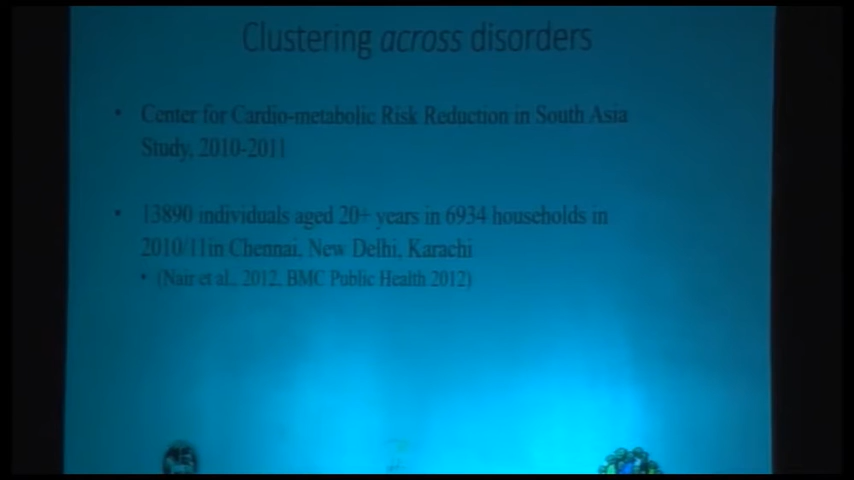 Clustering across disorders
• Center for Cardio-metabolic Risk Reduction in South Asia
Study, 2010-2011
• 13890 individuals aged 20+ years in 6934 households in
2010/11in Chennai, New Delhi, Karachi
• (Nair et al., 2012, BMC Public Health 2012)